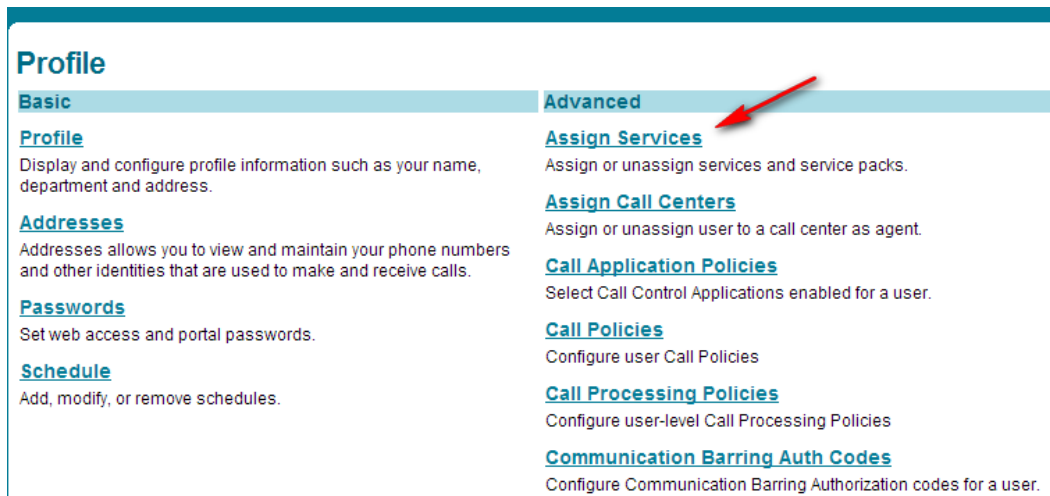 Profile
Basic
Profile
Display and configure profile information such as your name,
department and address.
Addresses
Addresses allows you to view and maintain your phone numbers
and other identities that are used to make and receive calls.
Passwords
Set web access and portal passwords.
Schedule
Add, modify, or remove schedules.
Advanced
Assign Services
Assign or unassign services and service packs.
Assign Call Centers
Assign or unassign user to a call center as agent.
Call Application Policies
Select Call Control Applications enabled for a user.
Call Policies
Configure user Call Policies
Call Processing Policies
Configure user-level Call Processing Policies
Communication Barring Auth Codes
Configure Communication Barring Authorization codes for a user.